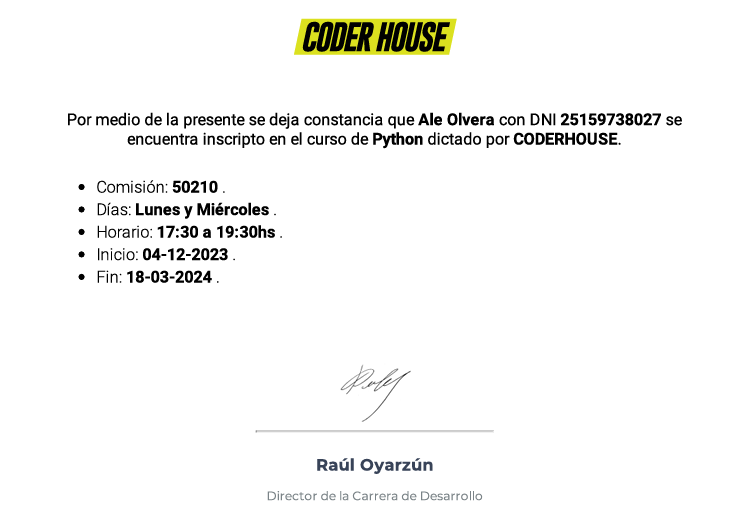 CODER HOUSE
Por medio de la presente se deja constancia que Ale Olvera con DNI 25159738027 se
encuentra inscripto en el curso de Python dictado por CODERHOUSE.
• Comisión: 50210 .
• Días: Lunes y Miércoles .
• Horario: 17:30 a 19:30hs .
• Inicio: 04-12-2023 .
• Fin: 18-03-2024 .
Raúl Oyarzún
Director de la Carrera de Desarrollo